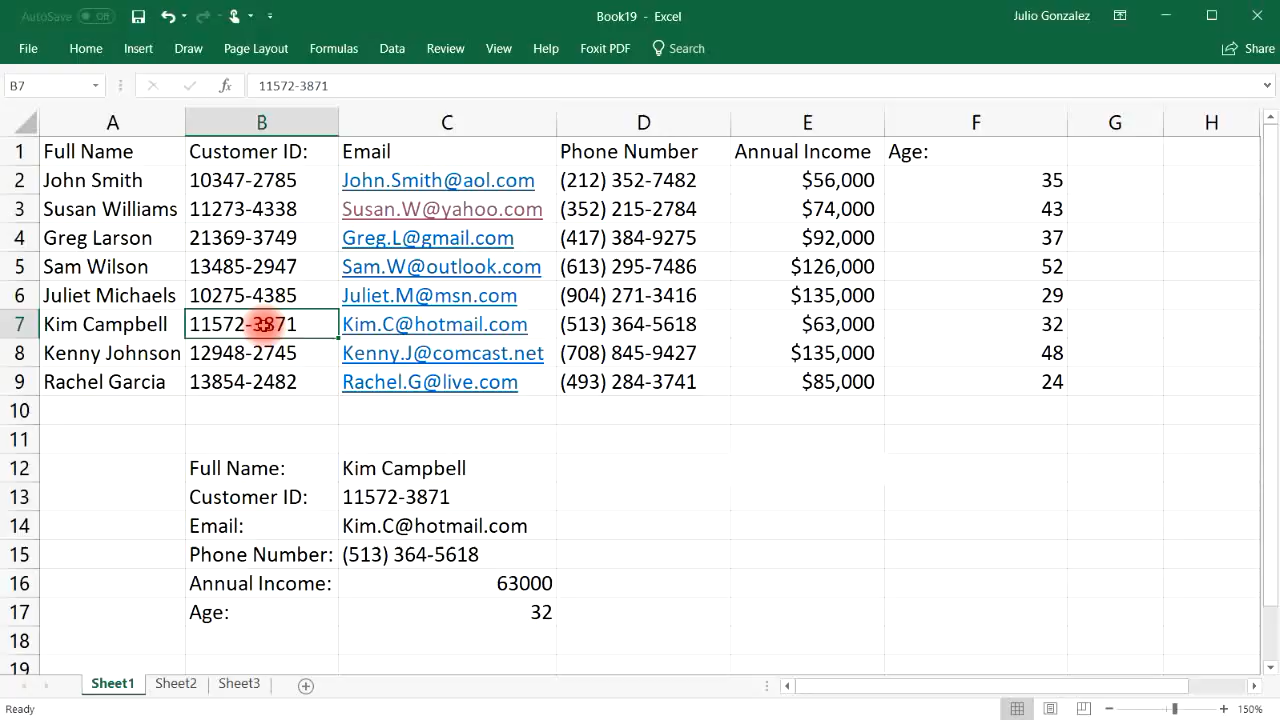 AutoSave Off Book19 - Excel Julio Gonzalez
File Home Insert Draw Page Layout Formulas Data Review View Help Foxit PDF Search Share
B7 fx 11572-3871
A B C D E F G H
1 Full Name Customer ID: Email Phone Number Annual Income Age:
2 John Smith 10347-2785 John.Smith@aol.com (212) 352-7482 $56,000 35
3 Susan Williams 11273-4338 Susan.W@yahoo.com (352) 215-2784 $74,000 43
4 Greg Larson 21369-3749 Greg.L@gmail.com (417) 384-9275 $92,000 37
5 Sam Wilson 13485-2947 Sam.W@outlook.com (613) 295-7486 $126,000 52
6 Juliet Michaels 10275-4385 Juliet.M@msn.com (904) 271-3416 $135,000 29
7 Kim Campbell 11572-3871 Kim.C@hotmail.com (513) 364-5618 $63,000 32
8 Kenny Johnson 12948-2745 Kenny.J@comcast.net (708) 845-9427 $135,000 48
9 Rachel Garcia 13854-2482 Rachel.G@live.com (493) 284-3741 $85,000 24
10
11
12 Full Name: Kim Campbell
13 Customer ID: 11572-3871
14 Email: Kim.C@hotmail.com
15 Phone Number: (513) 364-5618
16 Annual Income: 63000
17 Age: 32
18
19
Sheet1 Sheet2 Sheet3
Ready 150%